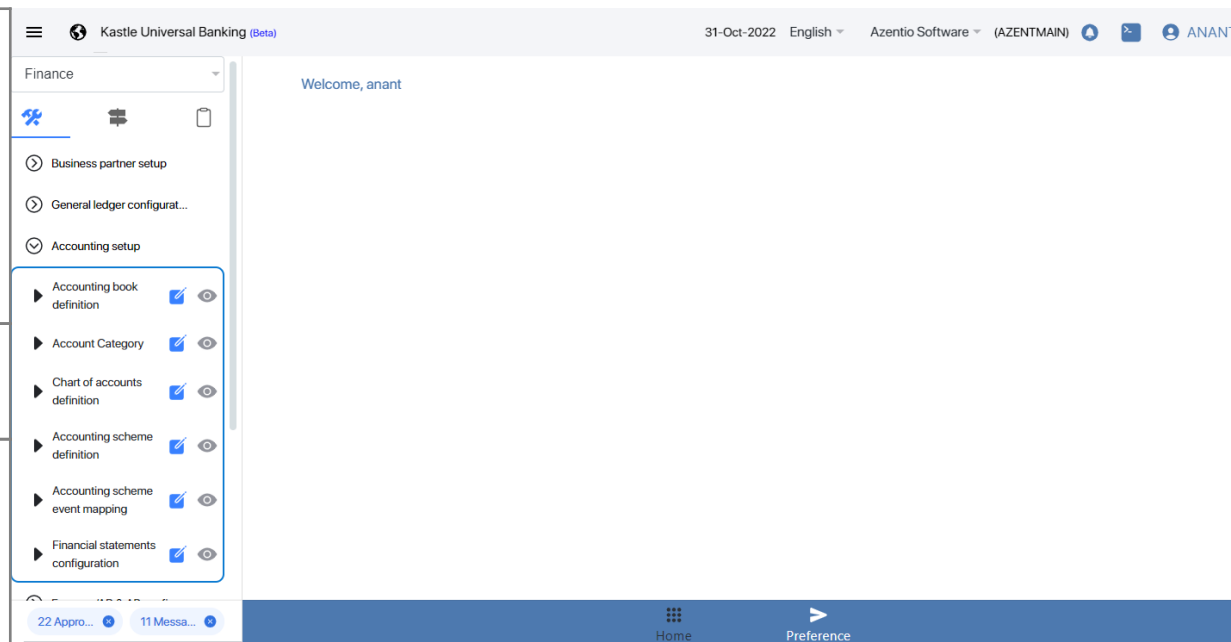 Kastle Universal Banking (Beta)
31-Oct-2022 English Azentio Software (AZENTMAIN) ANANT
Finance
Welcome, anant
Business partner setup
General ledger configurat...
Accounting setup
Accounting book
definition
Account Category
Chart of accounts
definition
Accounting scheme
definition
Accounting scheme
event mapping
Financial statements
configuration
22 Appro... 11 Messa...
Home Preference